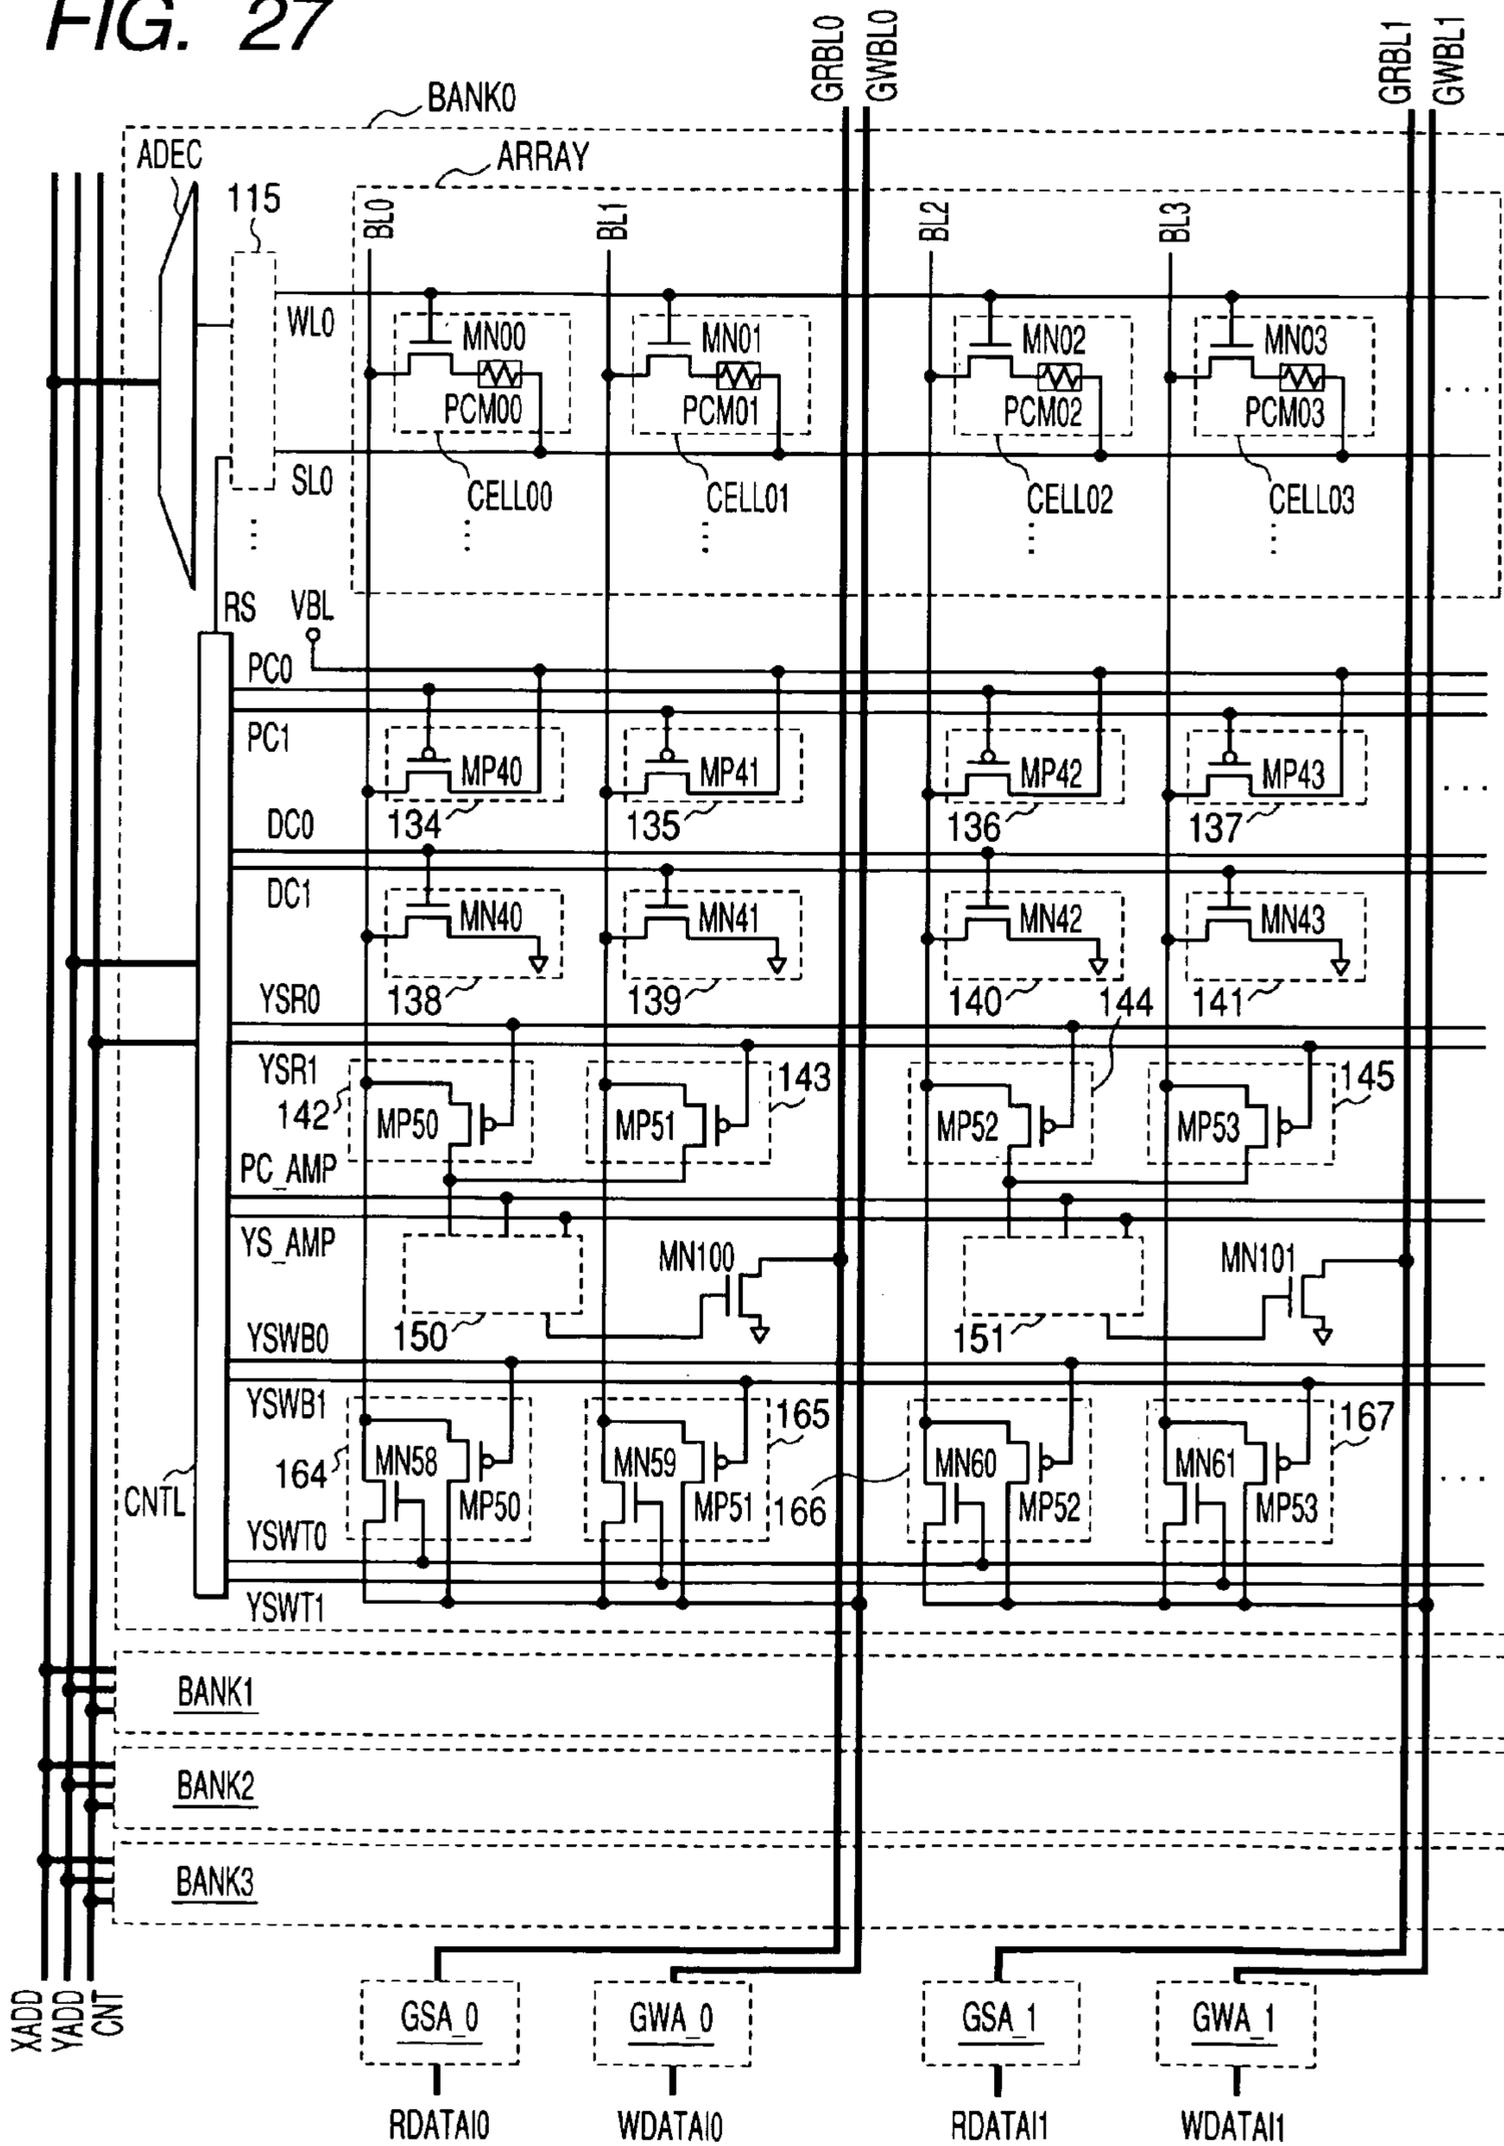 FIG. 27
GRBL0
GWBL0
GRBL1
GWBL1
BANK0
ADEC
ARRAY
115
BL0
BL1
BL2
BL3
WL0
MN00
MN01
MN02
MN03
PCM00
PCM01
PCM02
PCM03
SL0
CELL00
CELL01
CELL02
CELL03
RS
VBL
PC0
PC1
MP40
MP41
MP42
MP43
DC0
134
135
136
137
DC1
MN40
MN41
MN42
MN43
YSR0
138
139
140
144
141
YSR1
142
143
145
MP50
MP51
MP52
MP53
PC_AMP
YS_AMP
MN100
MN101
YSWB0
150
151
YSWB1
165
167
164
MN58
MN59
MN60
MN61
166
MP50
MP51
MP52
MP53
CNTL
YSWT0
YSWT1
BANK1
BANK2
BANK3
XADD
YADD
CNT
GSA_0
GWA_0
GSA_1
GWA_1
RDATAI0
WDATAI0
RDATAI1
WDATAI1